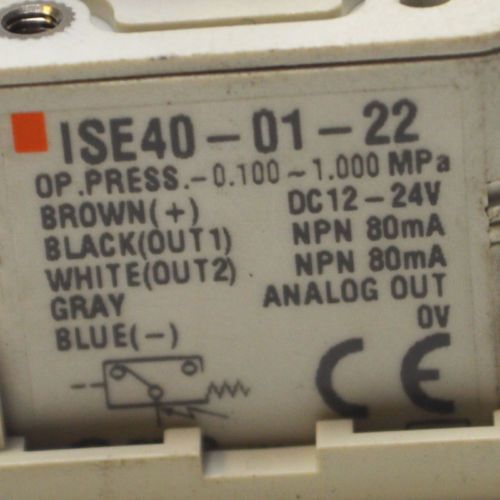 ISE40-01-22
OP.PRESS.-0.100~1.000 MPa
BROWN(+) DC12-24V
BLACK(OUT1) NPN 80mA
WHITE(OUT2) NPN 80mA
GRAY ANALOG OUT
BLUE(-) 0V
CE